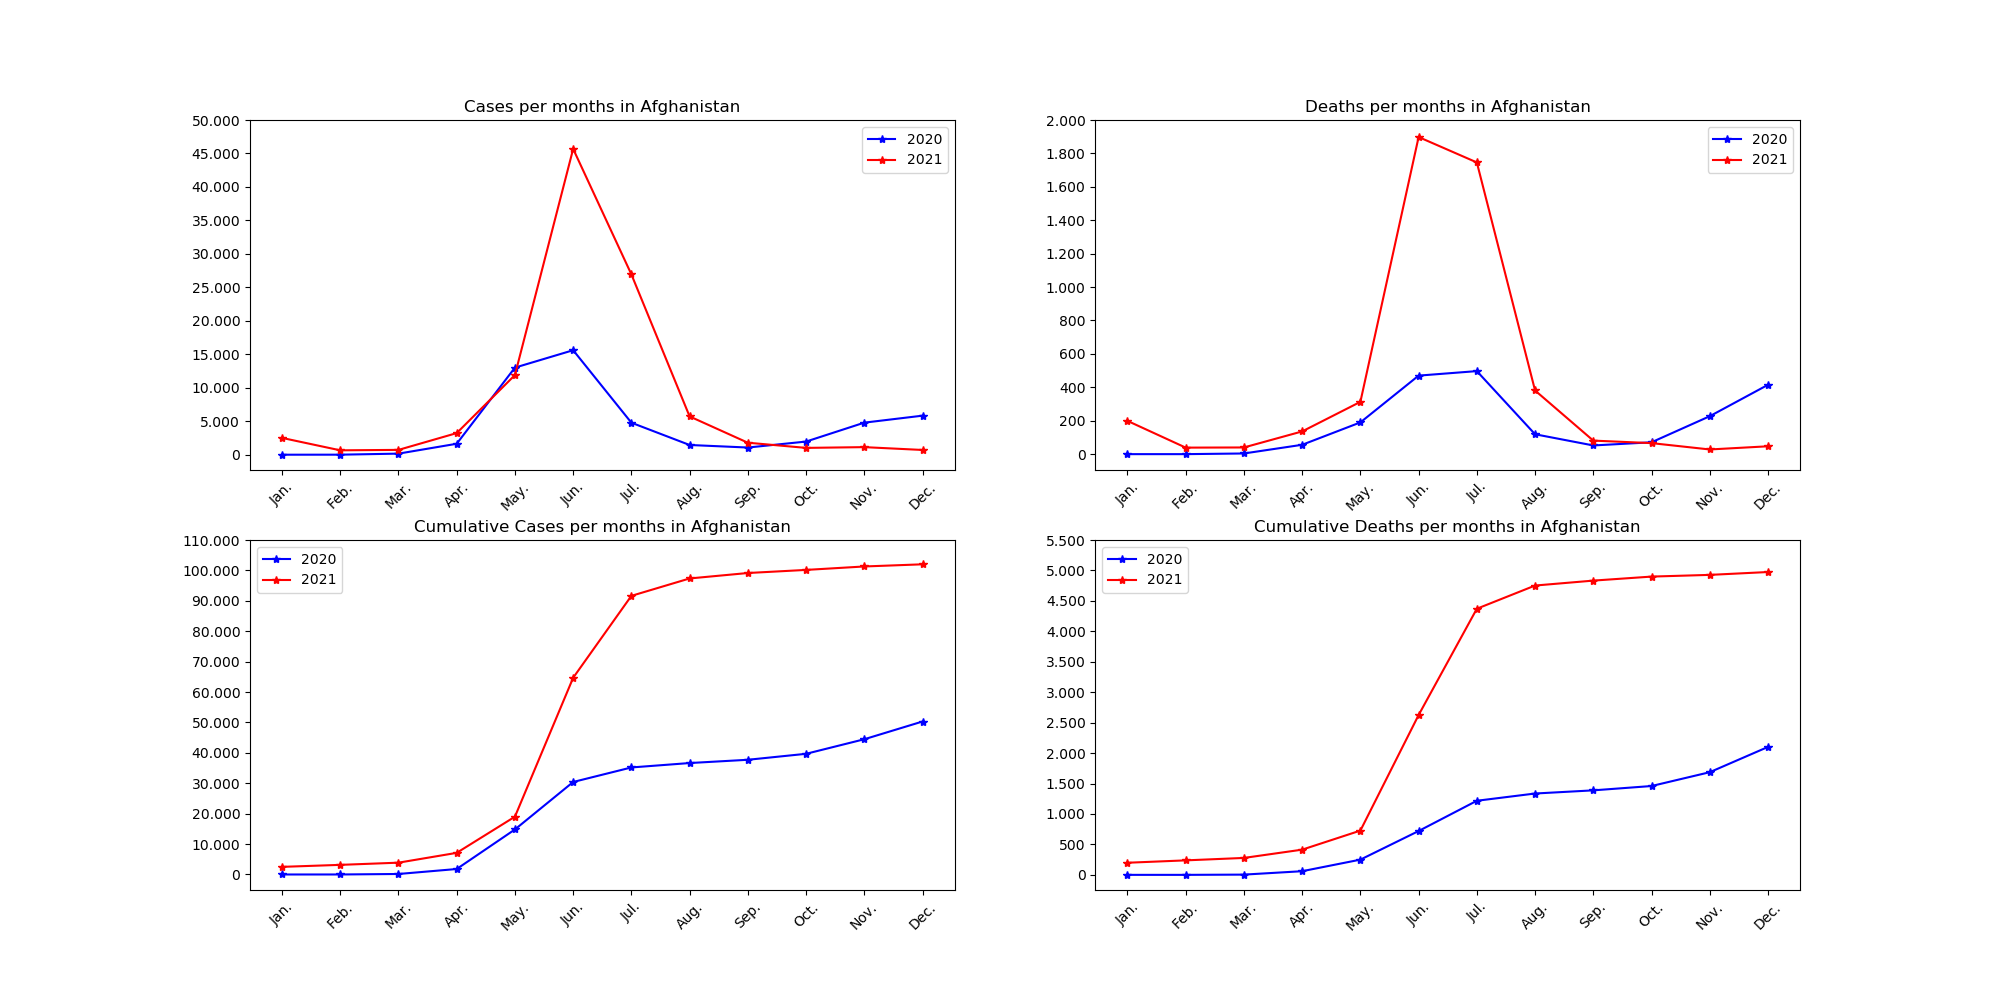 Cases per months in Afghanistan
50.000
45.000
40.000
35.000
30.000
25.000
20.000
15.000
10.000
5.000
0
2020
2021
Jan.
Feb.
Mar.
Apr.
May.
Jun.
Jul.
Aug.
Sep.
Oct.
Nov.
Dec.
Deaths per months in Afghanistan
2.000
1.800
1.600
1.400
1.200
1.000
800
600
400
200
0
2020
2021
Jan.
Feb.
Mar.
Apr.
May.
Jun.
Jul.
Aug.
Sep.
Oct.
Nov.
Dec.
Cumulative Cases per months in Afghanistan
110.000
100.000
90.000
80.000
70.000
60.000
50.000
40.000
30.000
20.000
10.000
0
2020
2021
Jan.
Feb.
Mar.
Apr.
May.
Jun.
Jul.
Aug.
Sep.
Oct.
Nov.
Dec.
Cumulative Deaths per months in Afghanistan
5.500
5.000
4.500
4.000
3.500
3.000
2.500
2.000
1.500
1.000
500
0
2020
2021
Jan.
Feb.
Mar.
Apr.
May.
Jun.
Jul.
Aug.
Sep.
Oct.
Nov.
Dec.